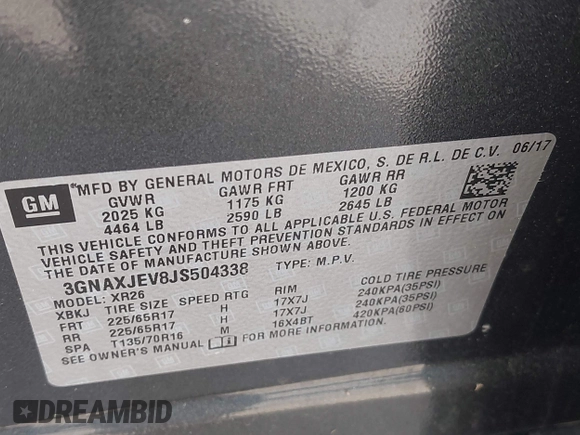 GM
MFD BY GENERAL MOTORS DE MEXICO, S. DE R.L. DE C.V. 06/17
GVWR GAWR FRT GAWR RR
2025 KG 1175 KG 1200 KG
4464 LB 2590 LB 2645 LB
THIS VEHICLE CONFORMS TO ALL APPLICABLE U.S. FEDERAL MOTOR
VEHICLE SAFETY AND THEFT PREVENTION STANDARDS IN EFFECT ON
THE DATE OF MANUFACTURE SHOWN ABOVE.
3GNAXJEV8JS504338 TYPE: M.P.V.
MODEL: XR26
XBKJ TIRE SIZE SPEED RTG RIM COLD TIRE PRESSURE
FRT 225/65R17 H 17X7J 240KPA(35PSI)
RR 225/65R17 H 17X7J 240KPA(35PSI)
SPA T135/70R16 M 16X4BT 420KPA(60PSI)
SEE OWNER'S MANUAL FOR MORE INFORMATION.
DREAMBID